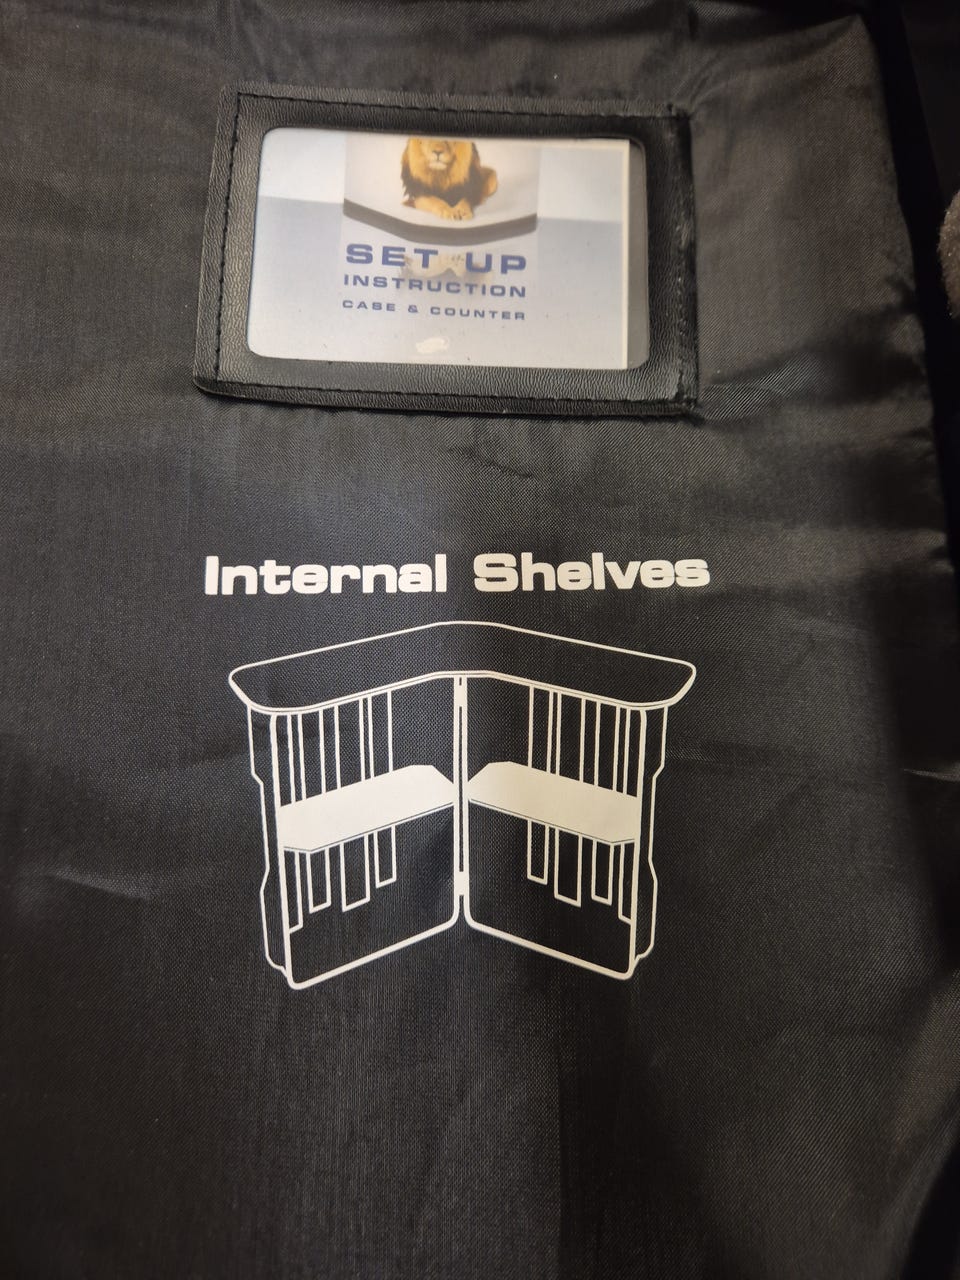 SET UP
INSTRUCTION
CASE & COUNTER
Internal Shelves